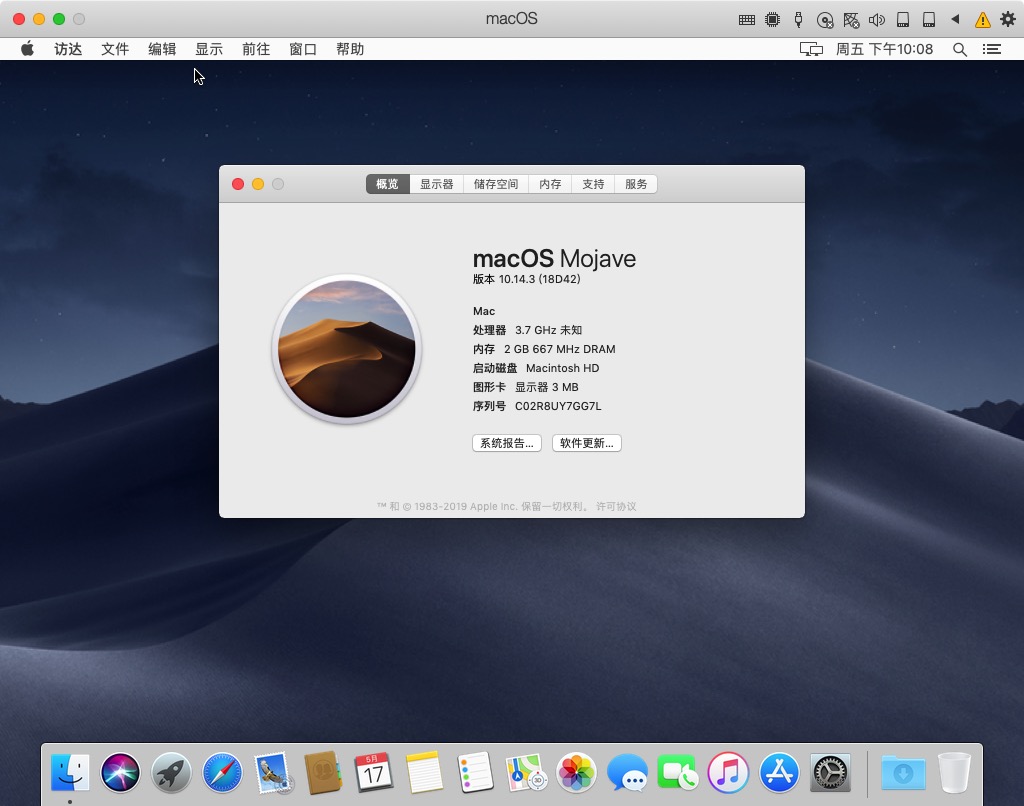 macOS
访达 文件 编辑 显示 前往 窗口 帮助 周五 下午10:08
概览 显示器 储存空间 内存 支持 服务
macOS Mojave
版本 10.14.3 (18D42)
Mac
处理器 3.7 GHz 未知
内存 2 GB 667 MHz DRAM
启动磁盘 Macintosh HD
图形卡 显示器 3 MB
序列号 C02R8UY7GG7L
系统报告... 软件更新...
™ 和 © 1983-2019 Apple Inc. 保留一切权利。 许可协议
5月
17
3D